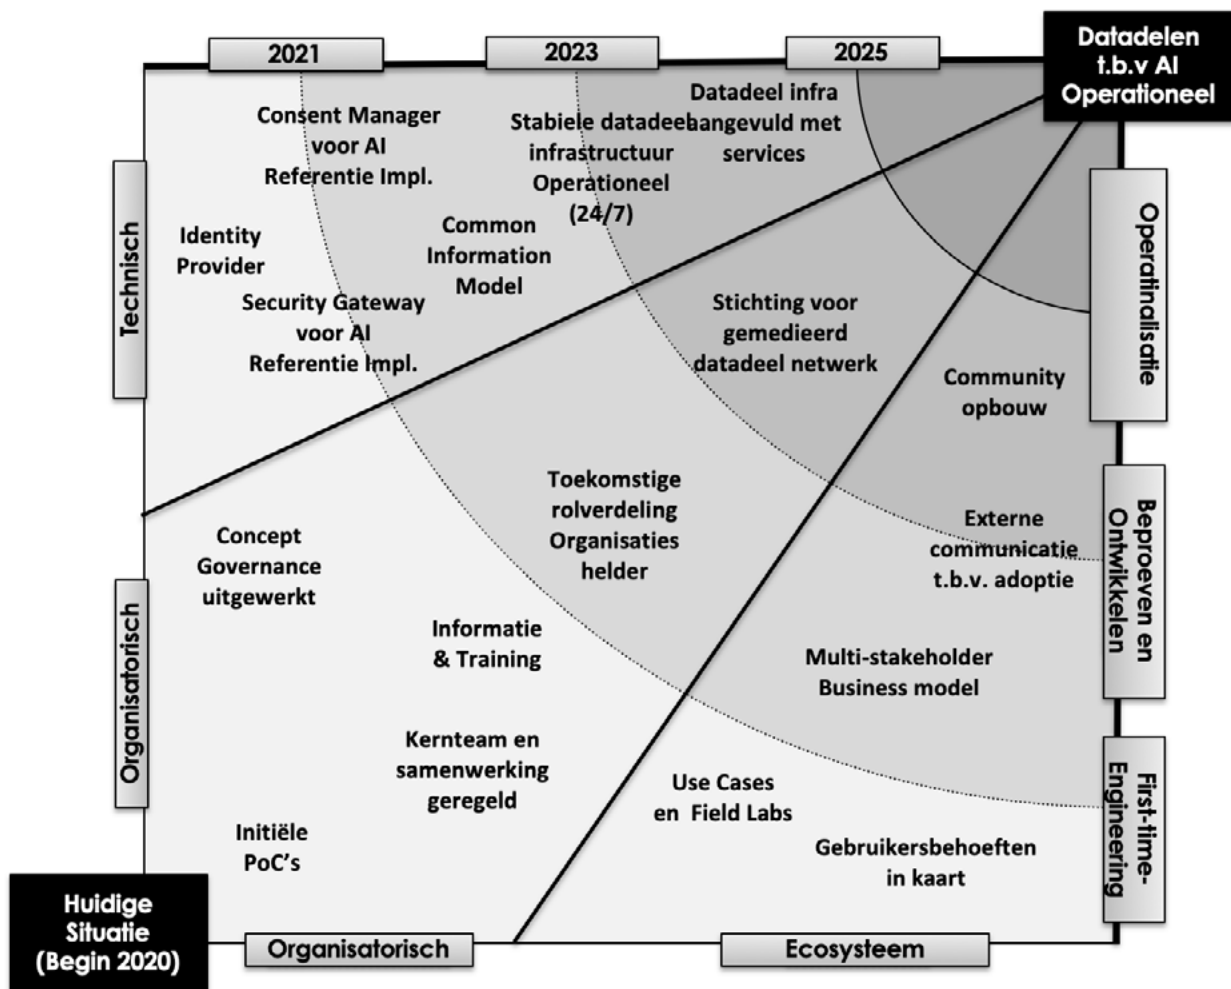 2021
2023
2025
Datadelen
t.b.v AI
Operationeel
Consent Manager
voor AI
Referentie Impl.
Stabiele datadeel
infrastructuur
Operationeel
(24/7)
Datadeel infra
aangevuld met
services
Technisch
Identity
Provider
Common
Information
Model
Security Gateway
voor AI
Referentie Impl.
Stichting voor
gemedieerd
datadeel netwerk
Community
opbouw
Operatinalisatie
Toekomstige
rolverdeling
Organisaties
helder
Concept
Governance
uitgewerkt
Externe
communicatie
t.b.v. adoptie
Beproeven en
Ontwikkelen
Organisatorisch
Informatie
& Training
Multi-stakeholder
Business model
Kernteam en
samenwerking
geregeld
Use Cases
en  Field Labs
First-time-
Engineering
Initiële
PoC's
Gebruikersbehoeften
in kaart
Huidige
Situatie
(Begin 2020)
Organisatorisch
Ecosysteem